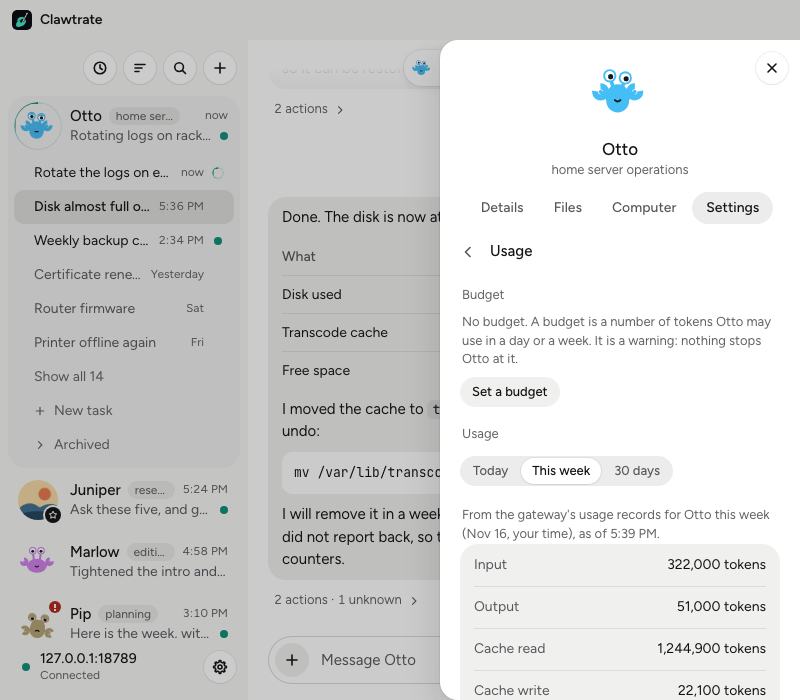 Clawtrate
Otto home ser... now
Rotating logs on rack...
Rotate the logs on e... now
Disk almost full o... 5:36 PM
Weekly backup c... 2:34 PM
Certificate rene... Yesterday
Router firmware Sat
Printer offline again Fri
Show all 14
+ New task
> Archived
Juniper rese... 5:24 PM
Ask these five, and g...
Marlow editi... 4:58 PM
Tightened the intro and...
Pip planning 3:10 PM
Here is the week. wit...
127.0.0.1:18789
Connected
2 actions >
Done. The disk is now at
What
Disk used
Transcode cache
Free space
I moved the cache to
undo:
mv /var/lib/transco
I will remove it in a week
did not report back, so t
counters.
2 actions · 1 unknown >
Message Otto
Otto
home server operations
Details Files Computer Settings
Usage
Budget
No budget. A budget is a number of tokens Otto may
use in a day or a week. It is a warning: nothing stops
Otto at it.
Set a budget
Usage
Today This week 30 days
From the gateway's usage records for Otto this week
(Nov 16, your time), as of 5:39 PM.
Input 322,000 tokens
Output 51,000 tokens
Cache read 1,244,900 tokens
Cache write 22,100 tokens